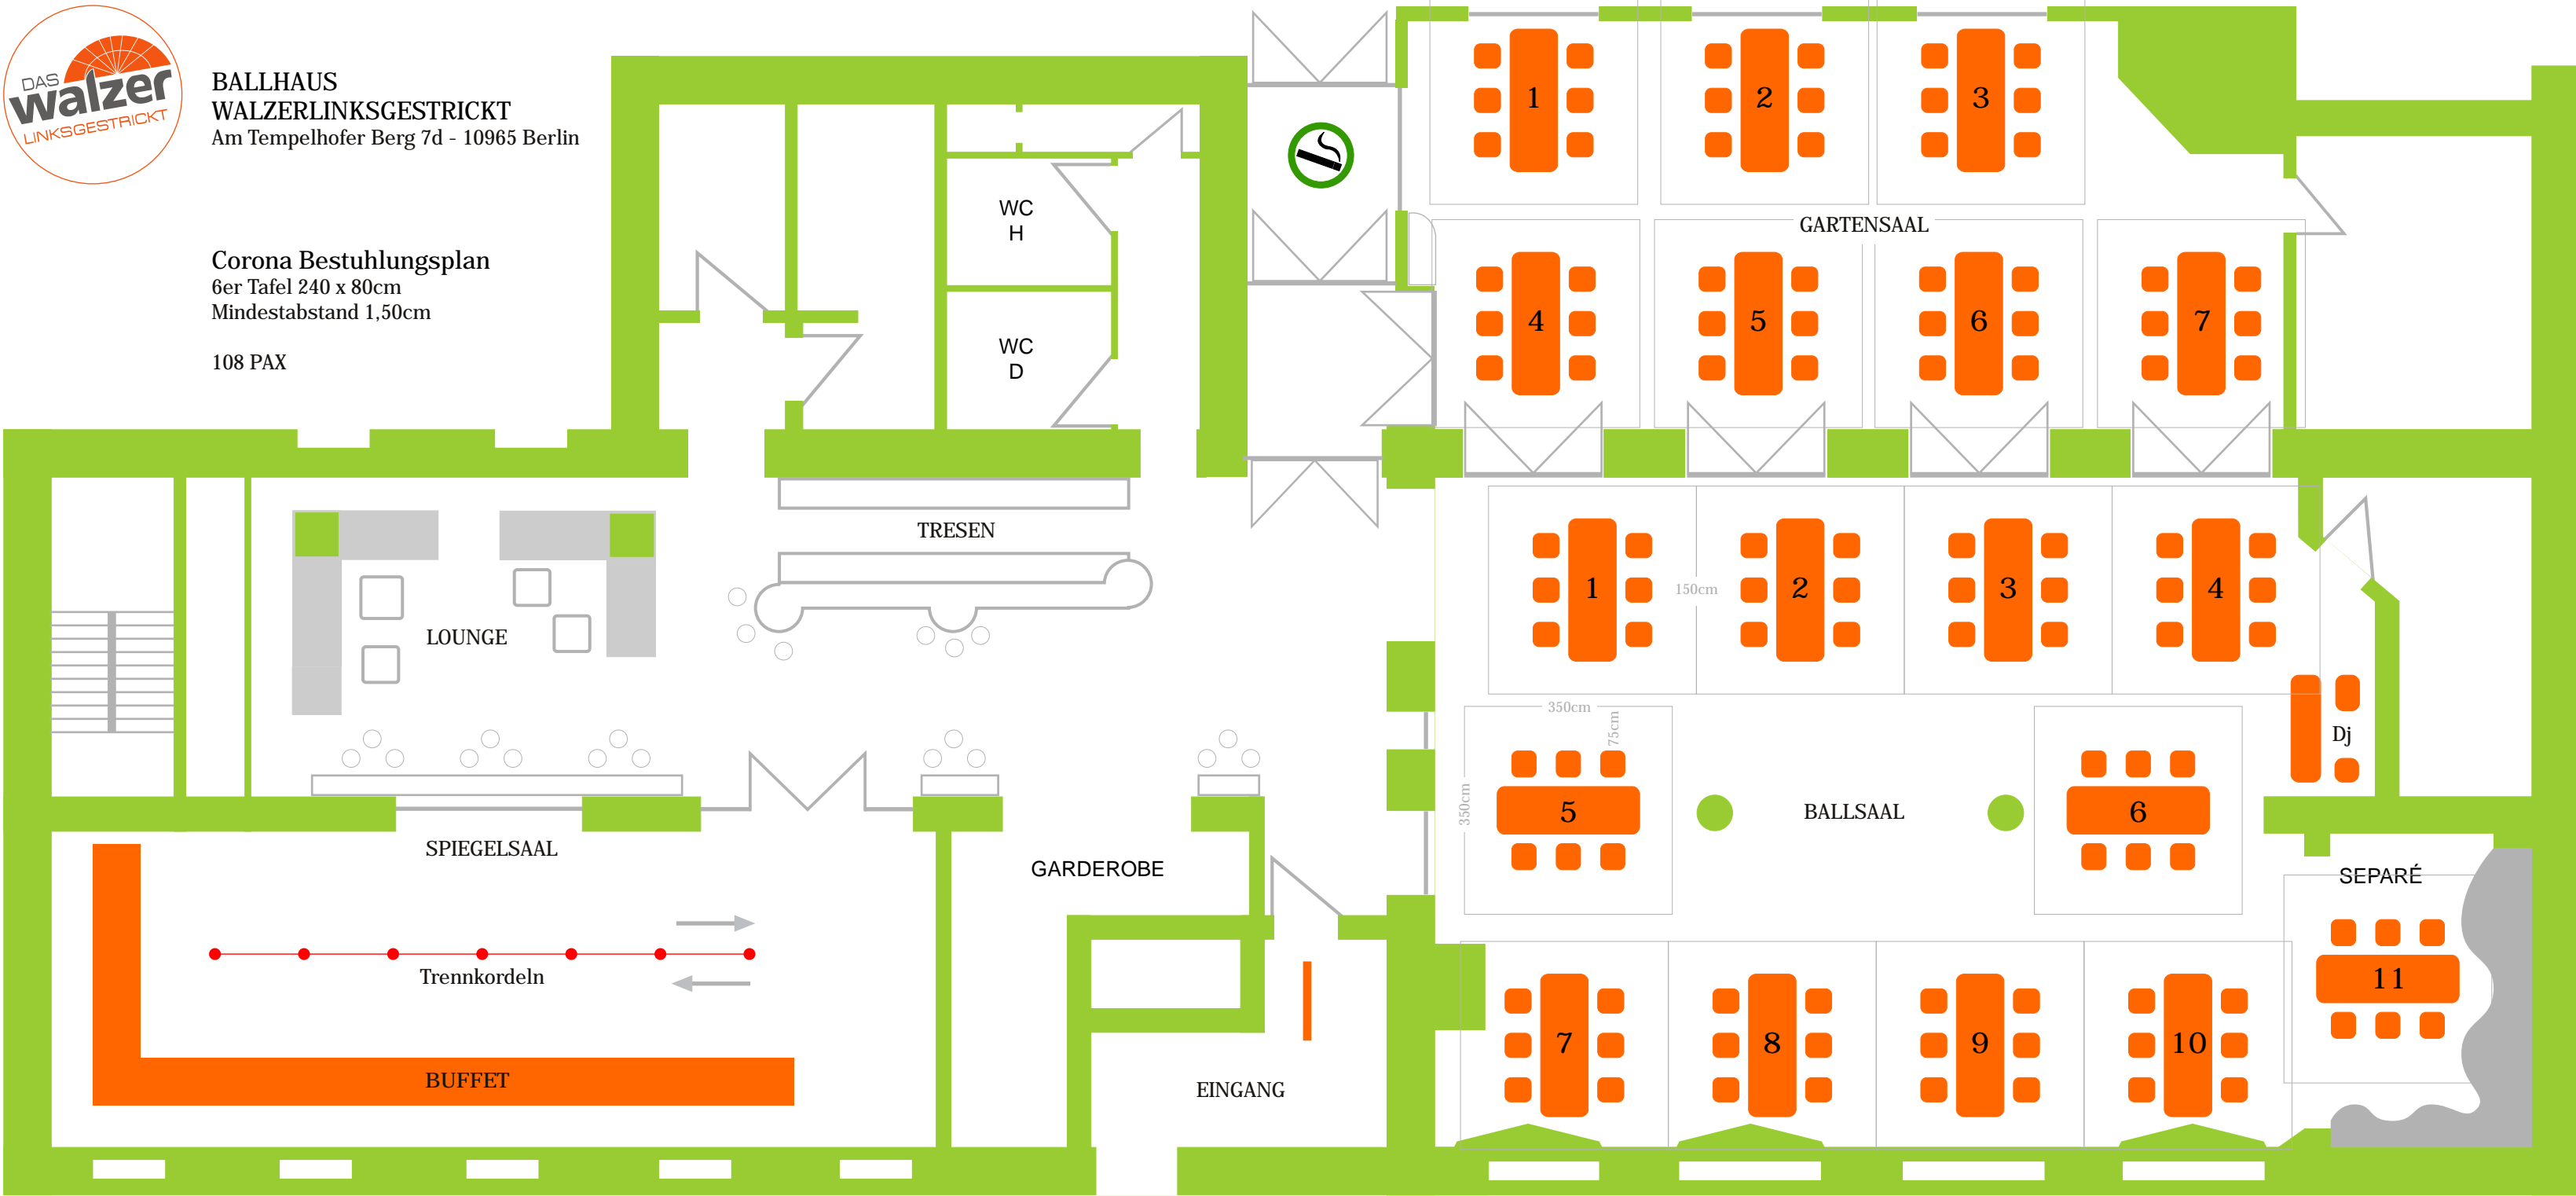 DAS
walzer
LINKSGESTRICKT
BALLHAUS
WALZERLINKSGESTRICKT
Am Tempelhofer Berg 7d - 10965 Berlin
Corona Bestuhlungsplan
6er Tafel 240 x 80cm
Mindestabstand 1,50cm
108 PAX
WC
H
WC
D
1
2
3
GARTENSAAL
4
5
6
7
TRESEN
LOUNGE
1
150cm
2
3
4
350cm
75cm
350cm
Dj
5
BALLSAAL
6
SPIEGELSAAL
GARDEROBE
SEPARÉ
Trennkordeln
11
7
8
9
10
BUFFET
EINGANG